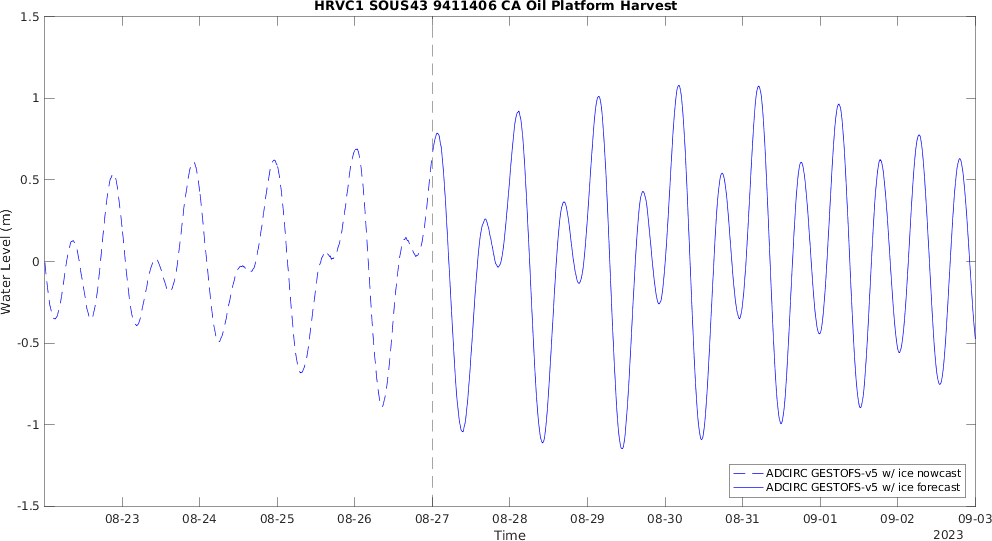 HRVC1 SOUS43 9411406 CA Oil Platform Harvest
1.5
1
0.5
0
-0.5
-1
-1.5
Water Level (m)
08-23 08-24 08-25 08-26 08-27 08-28 08-29 08-30 08-31 09-01 09-02 09-03
Time
2023
ADCIRC GESTOFS-v5 w/ ice nowcast
ADCIRC GESTOFS-v5 w/ ice forecast